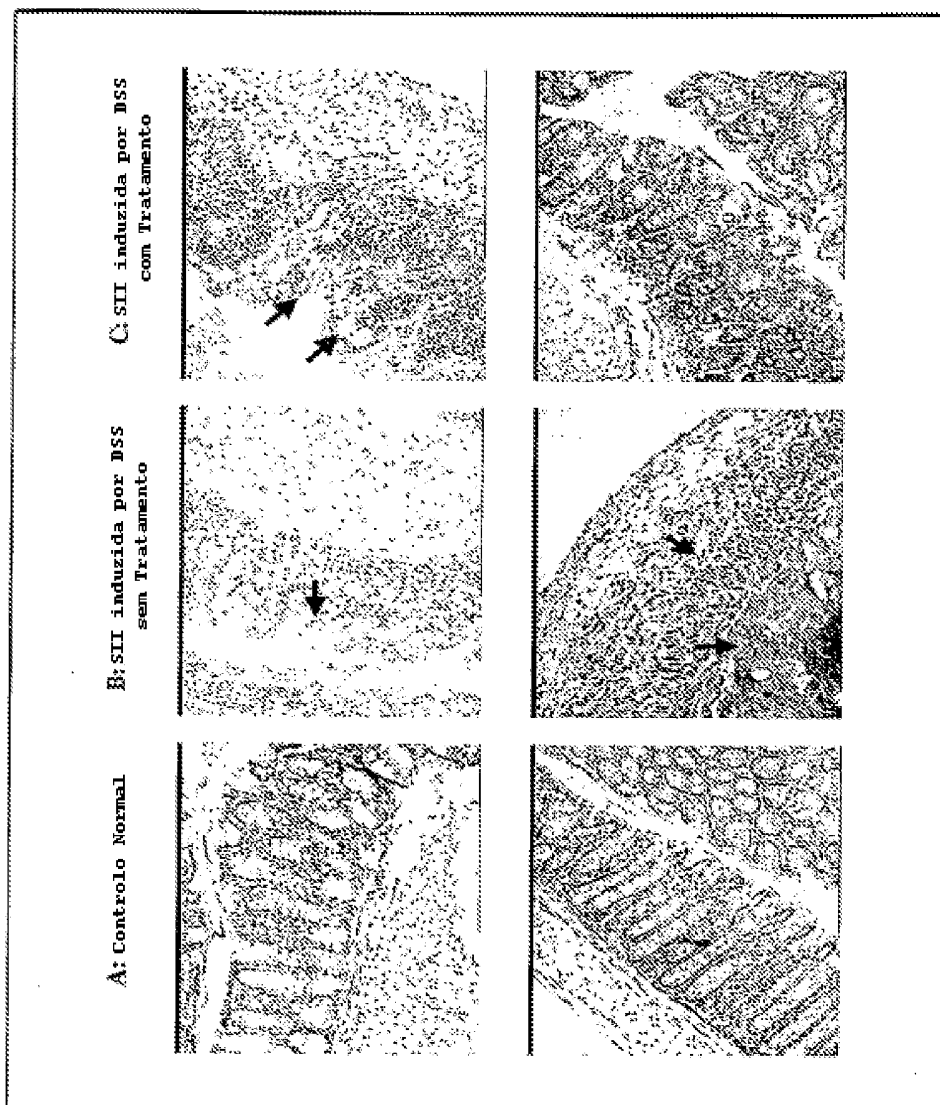 A: Controlo Normal
B: SII induzida por DSS
sem Tratamento
C: SII induzida por DSS
com Tratamento